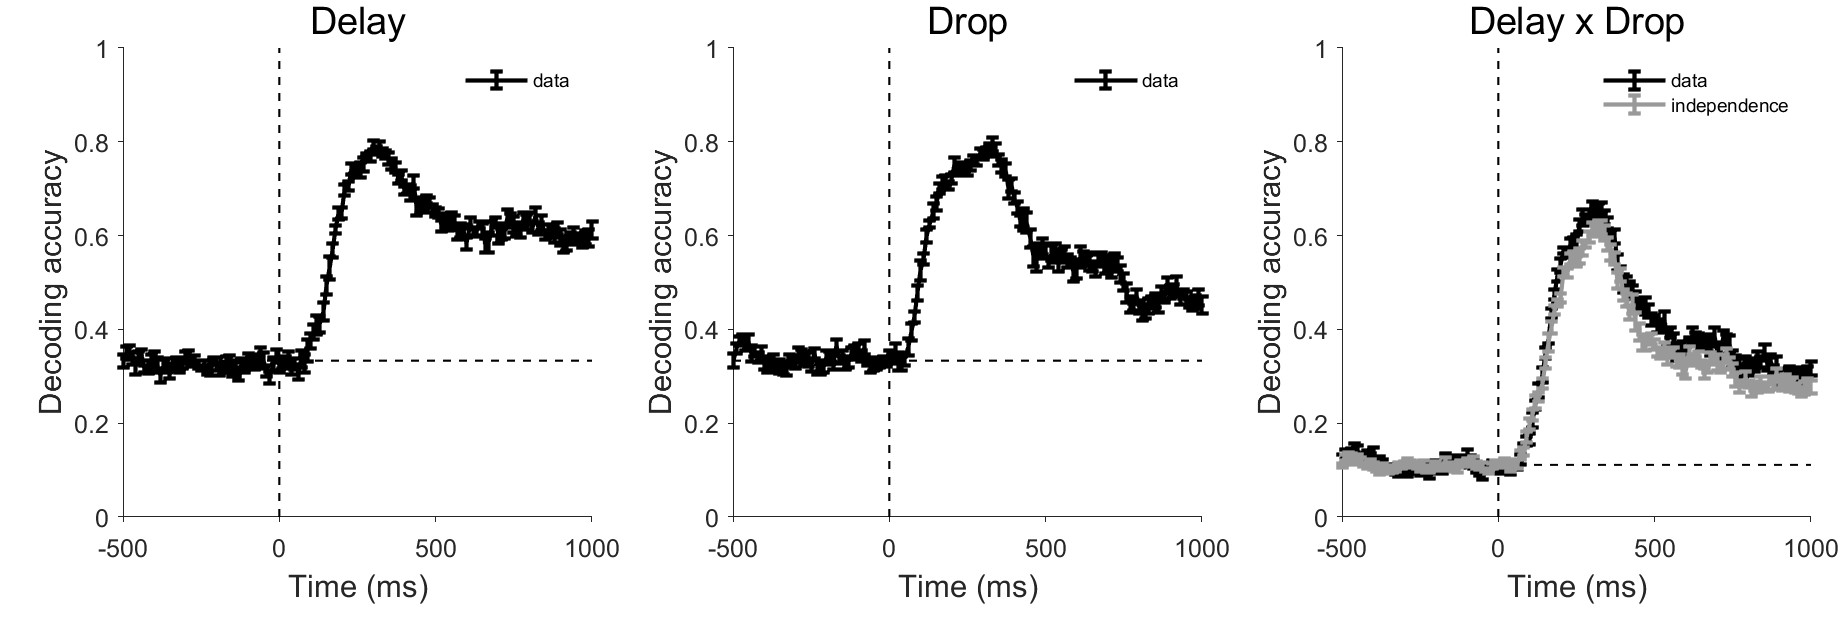 Delay
1
0.8
0.6
0.4
0.2
0
Decoding accuracy
data
-500
0
500
1000
Time (ms)
Drop
1
0.8
0.6
0.4
0.2
0
Decoding accuracy
data
-500
0
500
1000
Time (ms)
Delay x Drop
1
0.8
0.6
0.4
0.2
0
Decoding accuracy
data
independence
-500
0
500
1000
Time (ms)